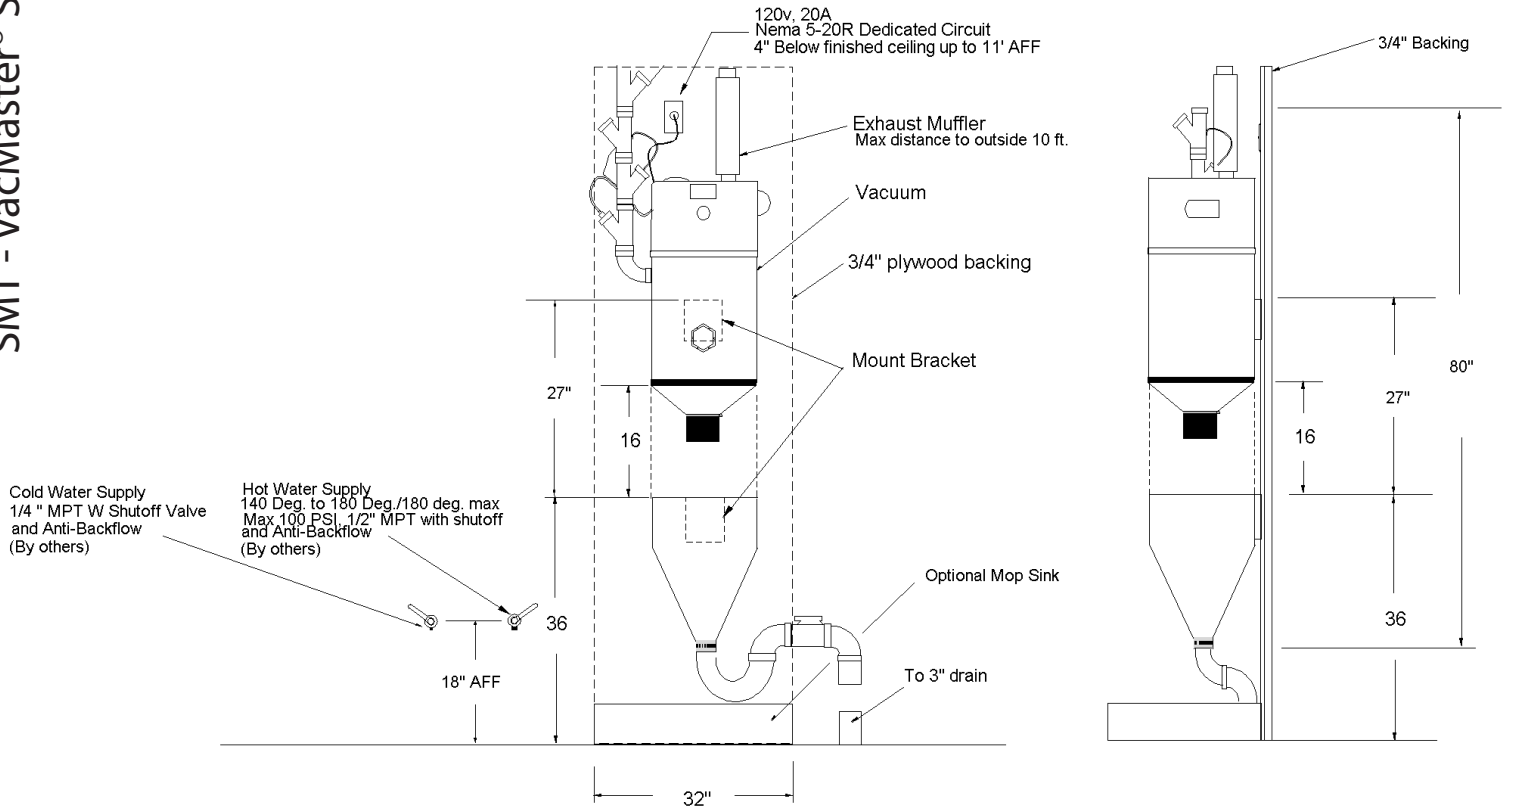 SMT - VacMaster® S
120v, 20A
Nema 5-20R Dedicated Circuit
4" Below finished ceiling up to 11' AFF
3/4" Backing
Exhaust Muffler
Max distance to outside 10 ft.
Vacuum
3/4" plywood backing
Mount Bracket
27"
16
80"
27"
16
Cold Water Supply
1/4 " MPT W Shutoff Valve
and Anti-Backflow
(By others)
Hot Water Supply
140 Deg. to 180 Deg./180 deg. max
Max 100 PSI, 1/2" MPT with shutoff
and Anti-Backflow
(By others)
Optional Mop Sink
36
36
18" AFF
To 3" drain
32"